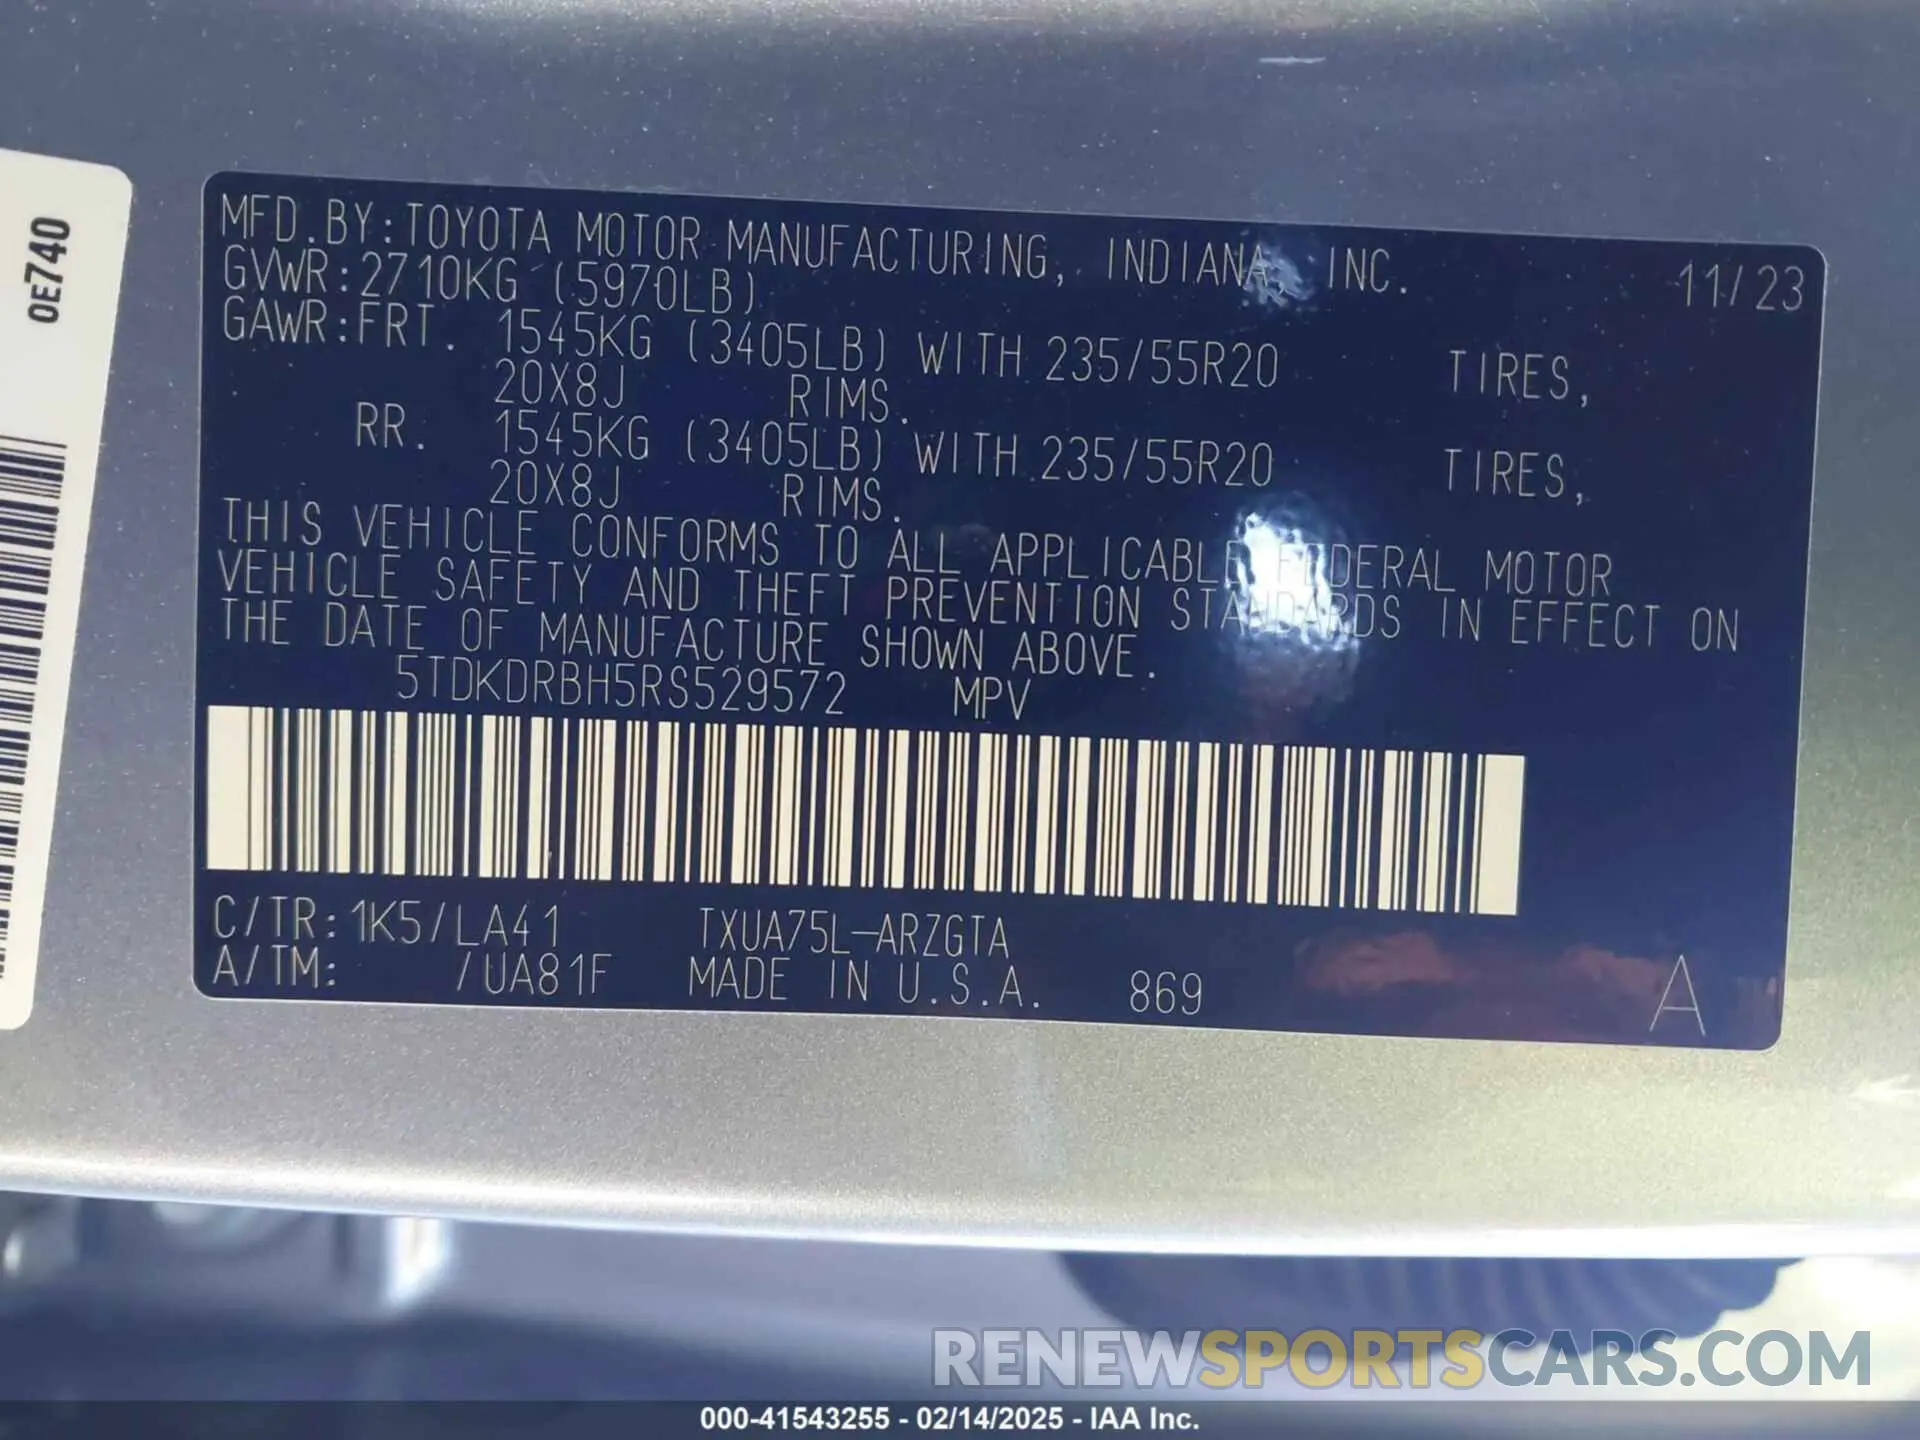 0E740
MFD.BY:TOYOTA MOTOR MANUFACTURING, INDIANA, INC. 11/23
GVWR:2710KG (5970LB)
GAWR:FRT. 1545KG (3405LB) WITH 235/55R20 TIRES,
20X8J RIMS.
RR. 1545KG (3405LB) WITH 235/55R20 TIRES,
20X8J RIMS.
THIS VEHICLE CONFORMS TO ALL APPLICABLE FEDERAL MOTOR
VEHICLE SAFETY AND THEFT PREVENTION STANDARDS IN EFFECT ON
THE DATE OF MANUFACTURE SHOWN ABOVE.
5TDKDRBH5RS529572 MPV
C/TR:1K5/LA41 TXUA75L-ARZGTA
A/TM: /UA81F MADE IN U.S.A. 869 A
RENEWSPORTSCARS.COM
000-41543255 - 02/14/2025 - IAA Inc.